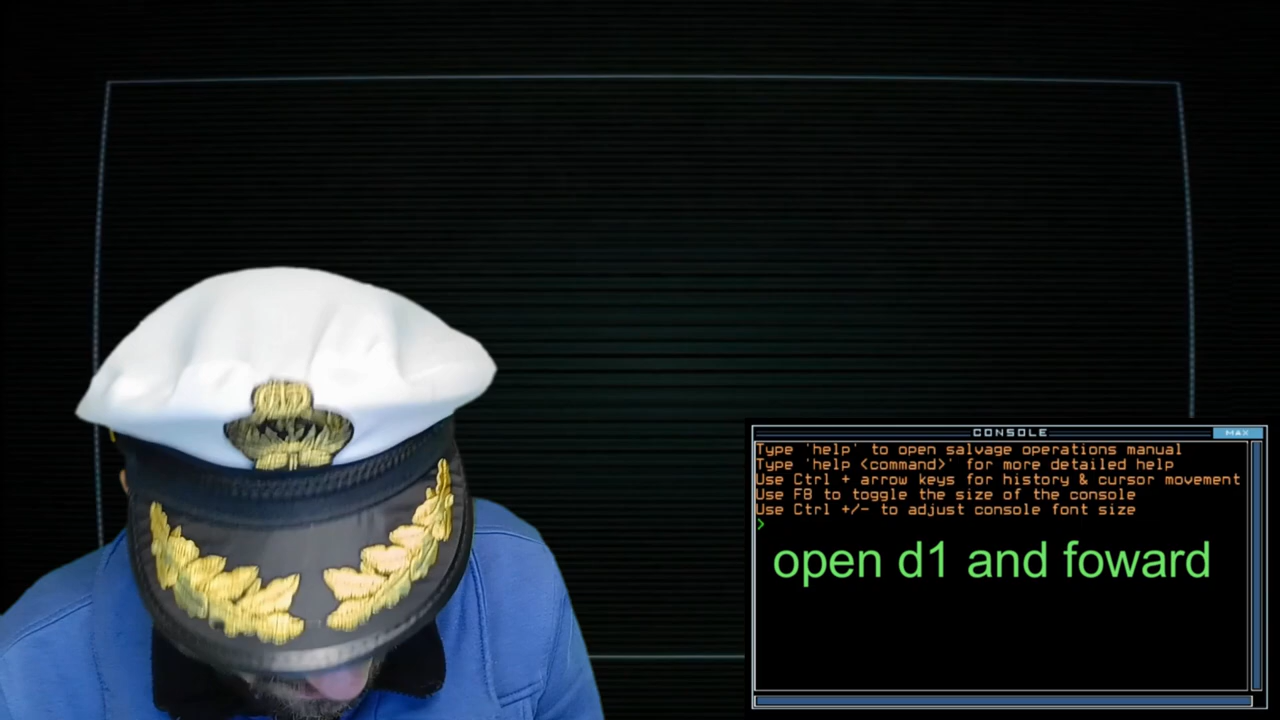 CONSOLE
MAX
Type 'help' to open salvage operations manual
Type 'help <command>' for more detailed help
Use Ctrl + arrow keys for history & cursor movement
Use F8 to toggle the size of the console
Use Ctrl +/- to adjust console font size
>
open d1 and foward